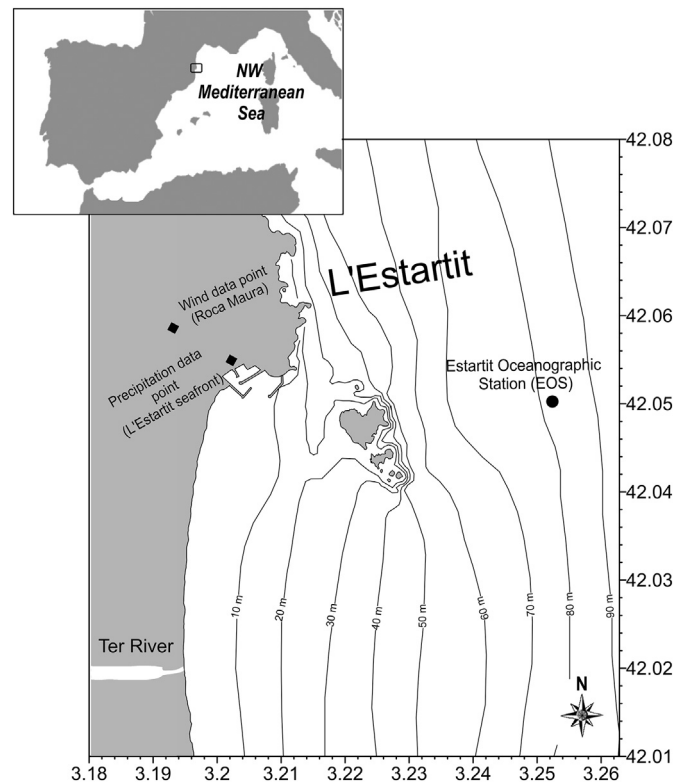 NW
Mediterranean
Sea
42.08
42.07
L'Estartit
Wind data point
(Roca Maura)
42.06
Precipitation data
point
(L'Estartit seafront)
Estartit Oceanographic
Station (EOS)
42.05
42.04
42.03
10 m
20 m
30 m
40 m
50 m
60 m
70 m
80 m
90 m
Ter River
42.02
N
42.01
3.18 3.19 3.2 3.21 3.22 3.23 3.24 3.25 3.26